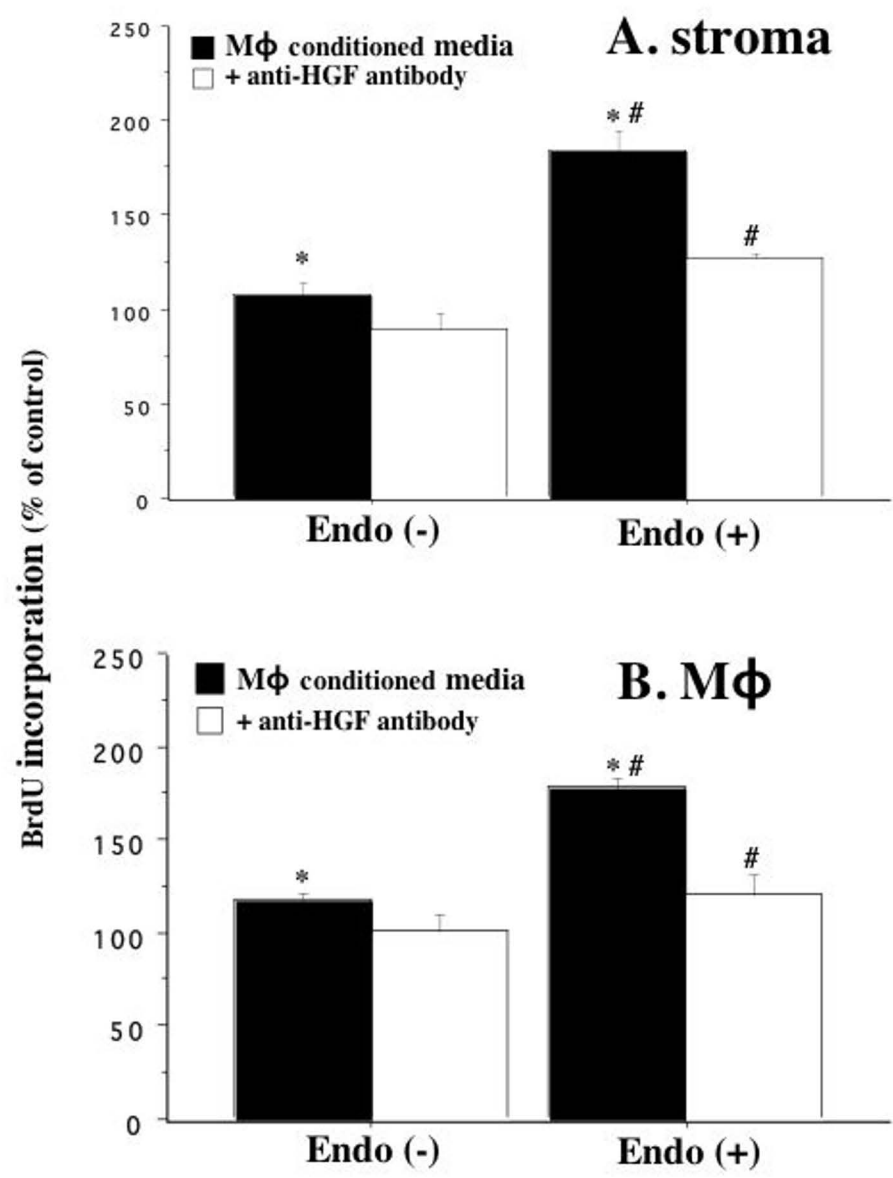 BrdU incorporation (% of control)
A. stroma
Mϕ conditioned media
+ anti-HGF antibody
250
200
150
100
50
0
*
* #
#
Endo (-)
Endo (+)
B. Mϕ
Mϕ conditioned media
+ anti-HGF antibody
250
200
150
100
50
0
*
* #
#
Endo (-)
Endo (+)